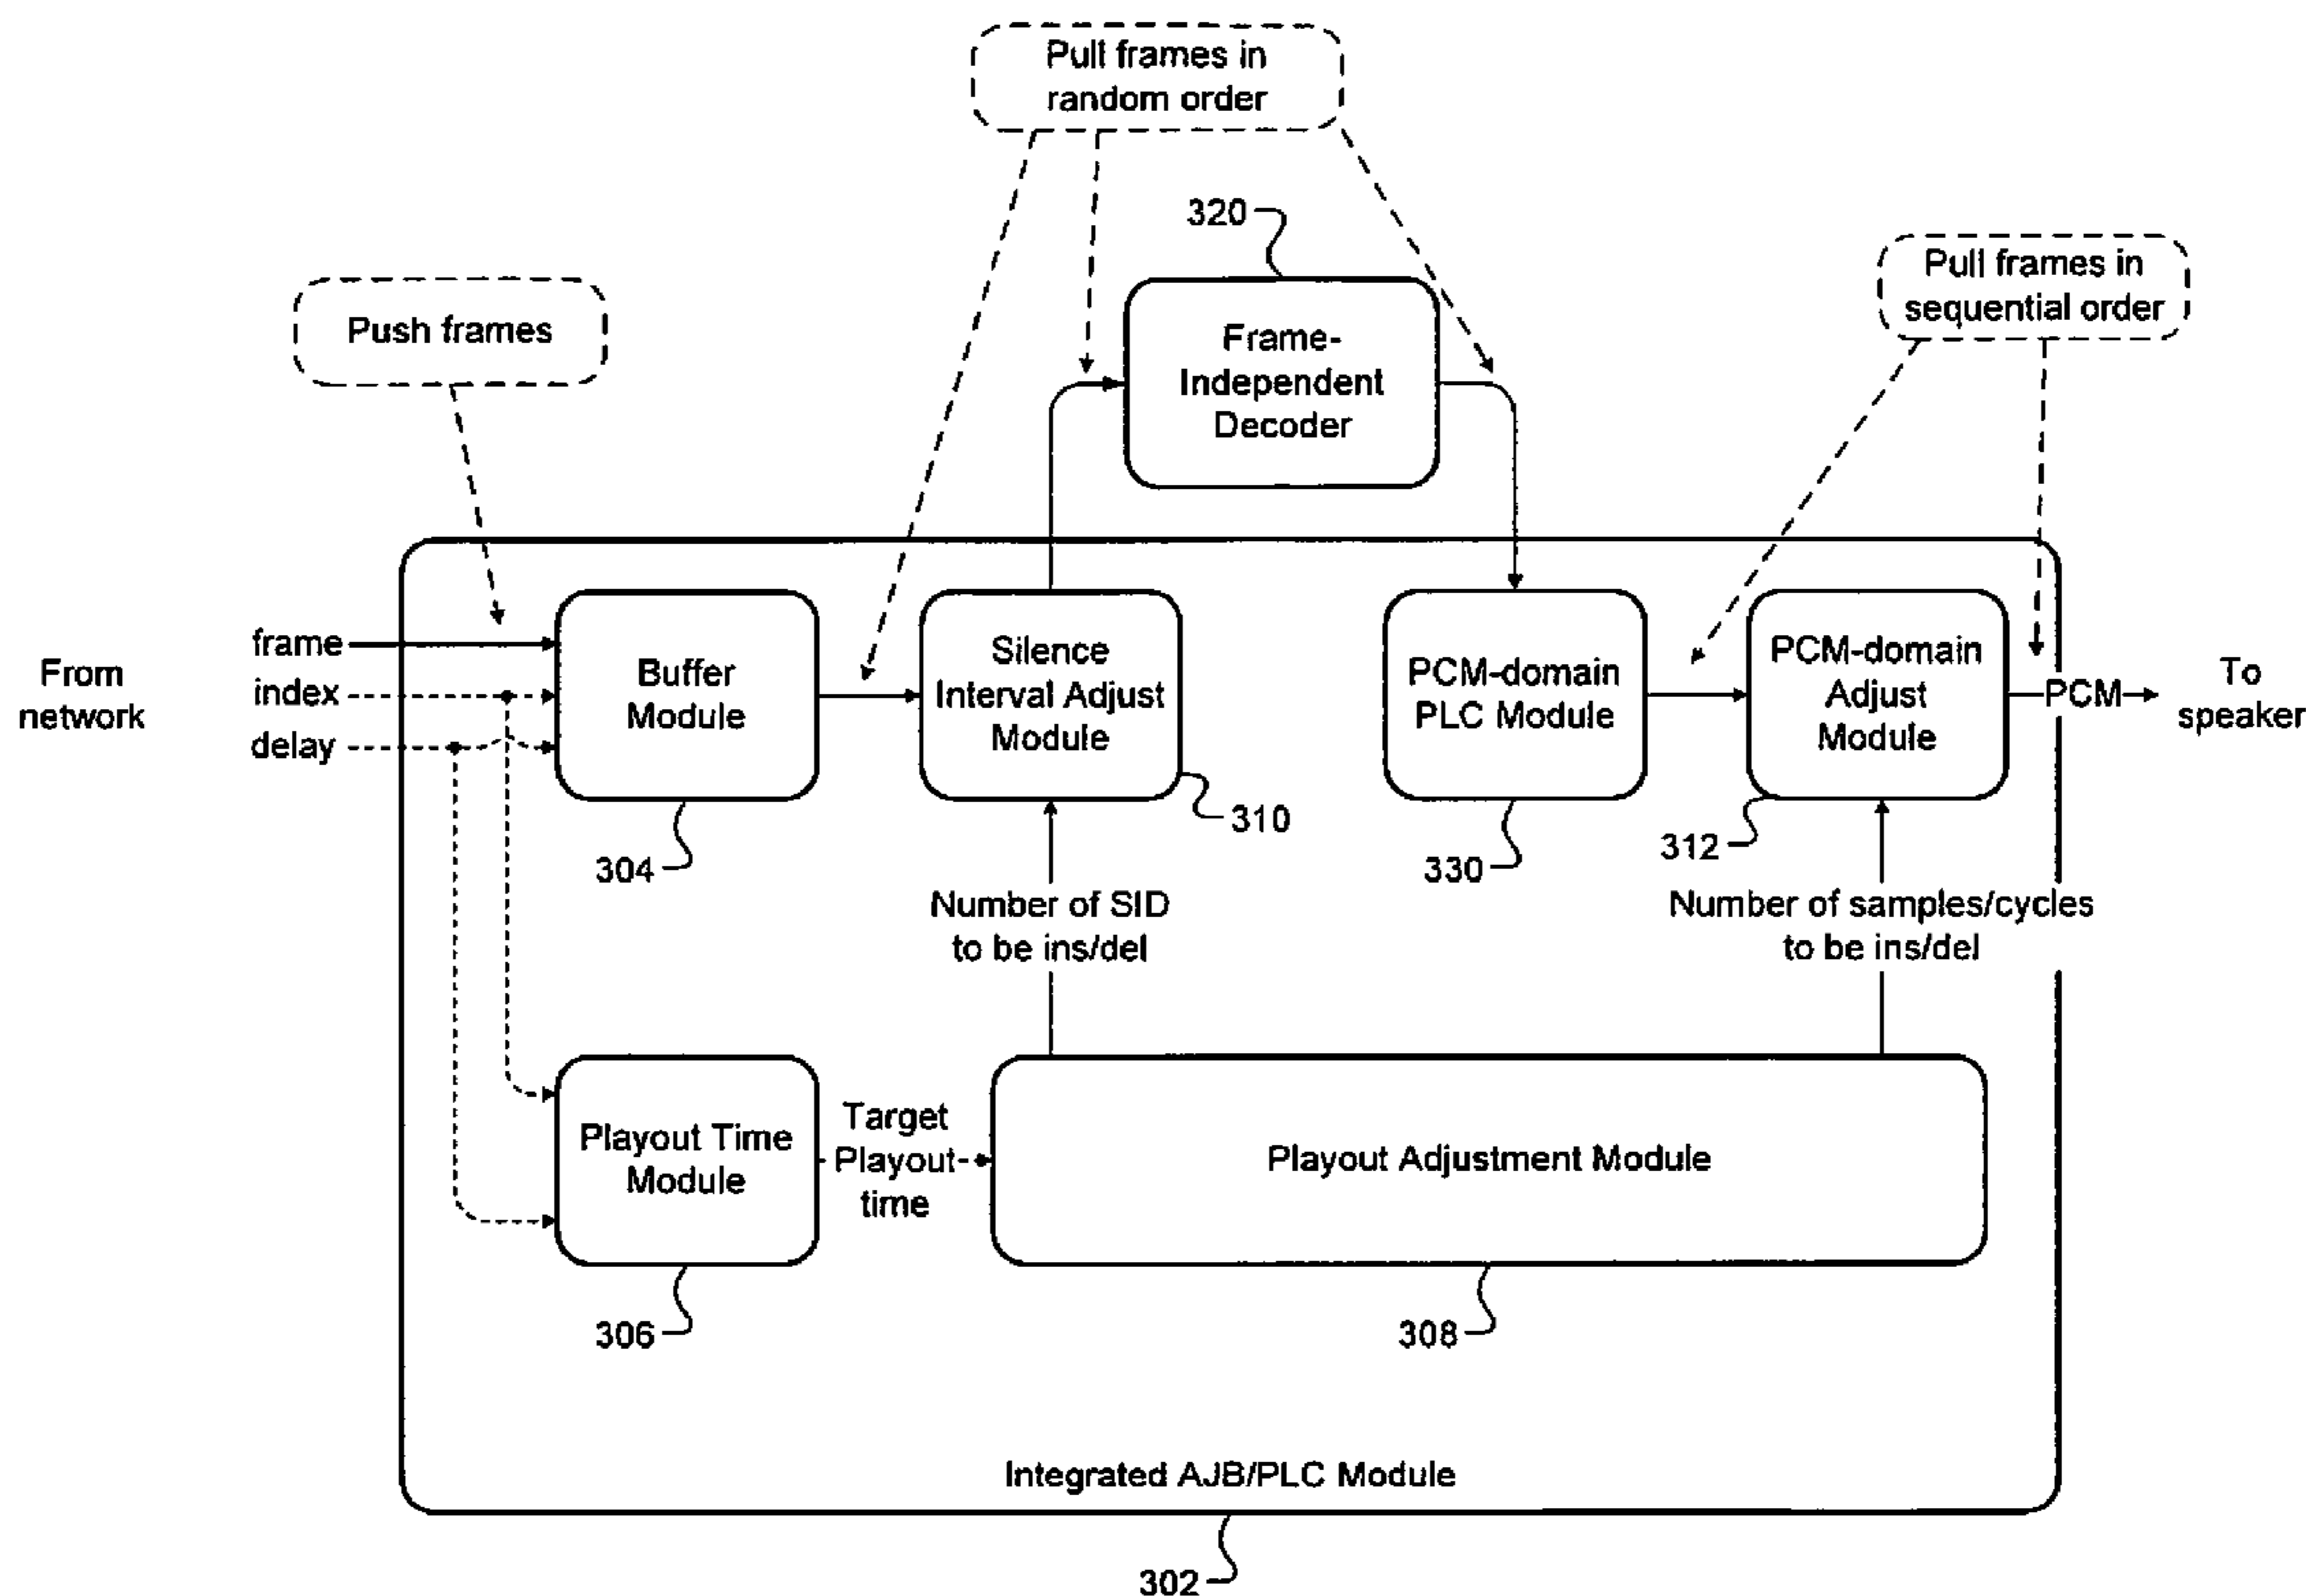 Pull frames in
random order
320
Pull frames in
sequential order
Push frames
Frame-
Independent
Decoder
From
network
frame
index
delay
Buffer
Module
Silence
Interval Adjust
Module
PCM-domain
PLC Module
PCM-domain
Adjust
Module
PCM
To
speaker
304
310
330
312
Number of SID
to be ins/del
Number of samples/cycles
to be ins/del
Playout Time
Module
Target
Playout
time
Playout Adjustment Module
306
308
Integrated AJB/PLC Module
302